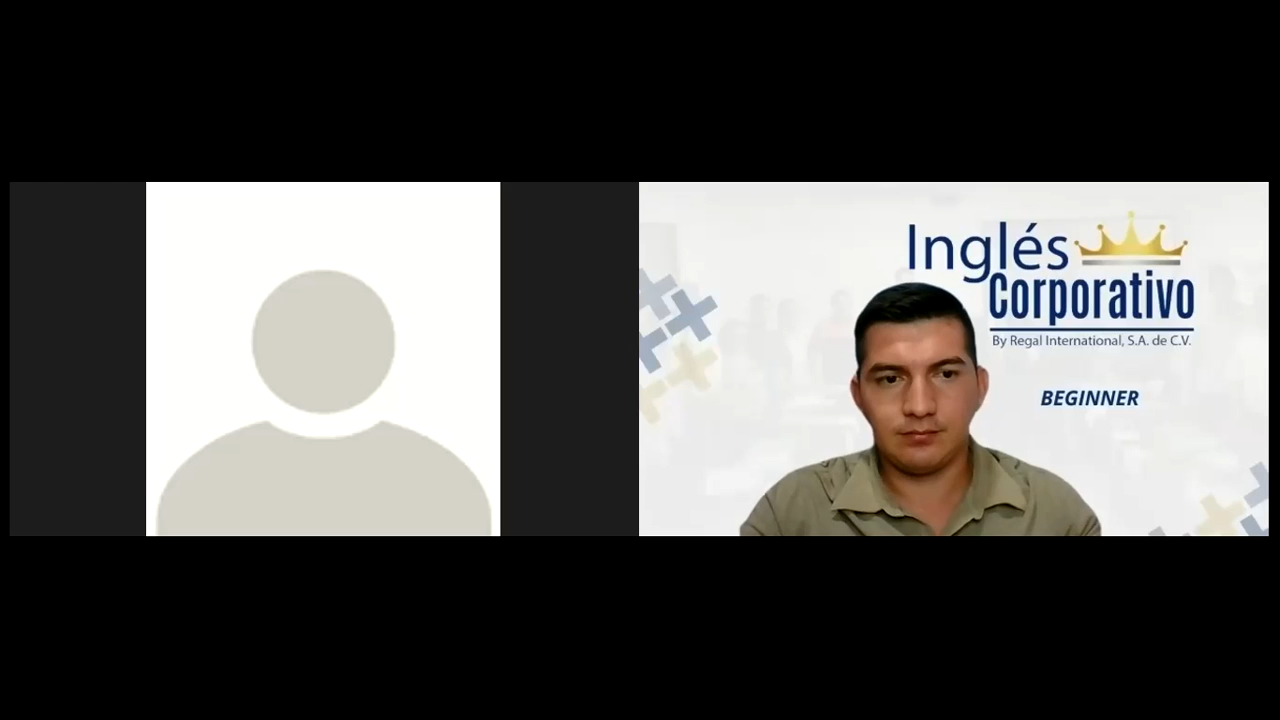 Inglés
Corporativo
By Regal International, S.A. de C.V.
BEGINNER